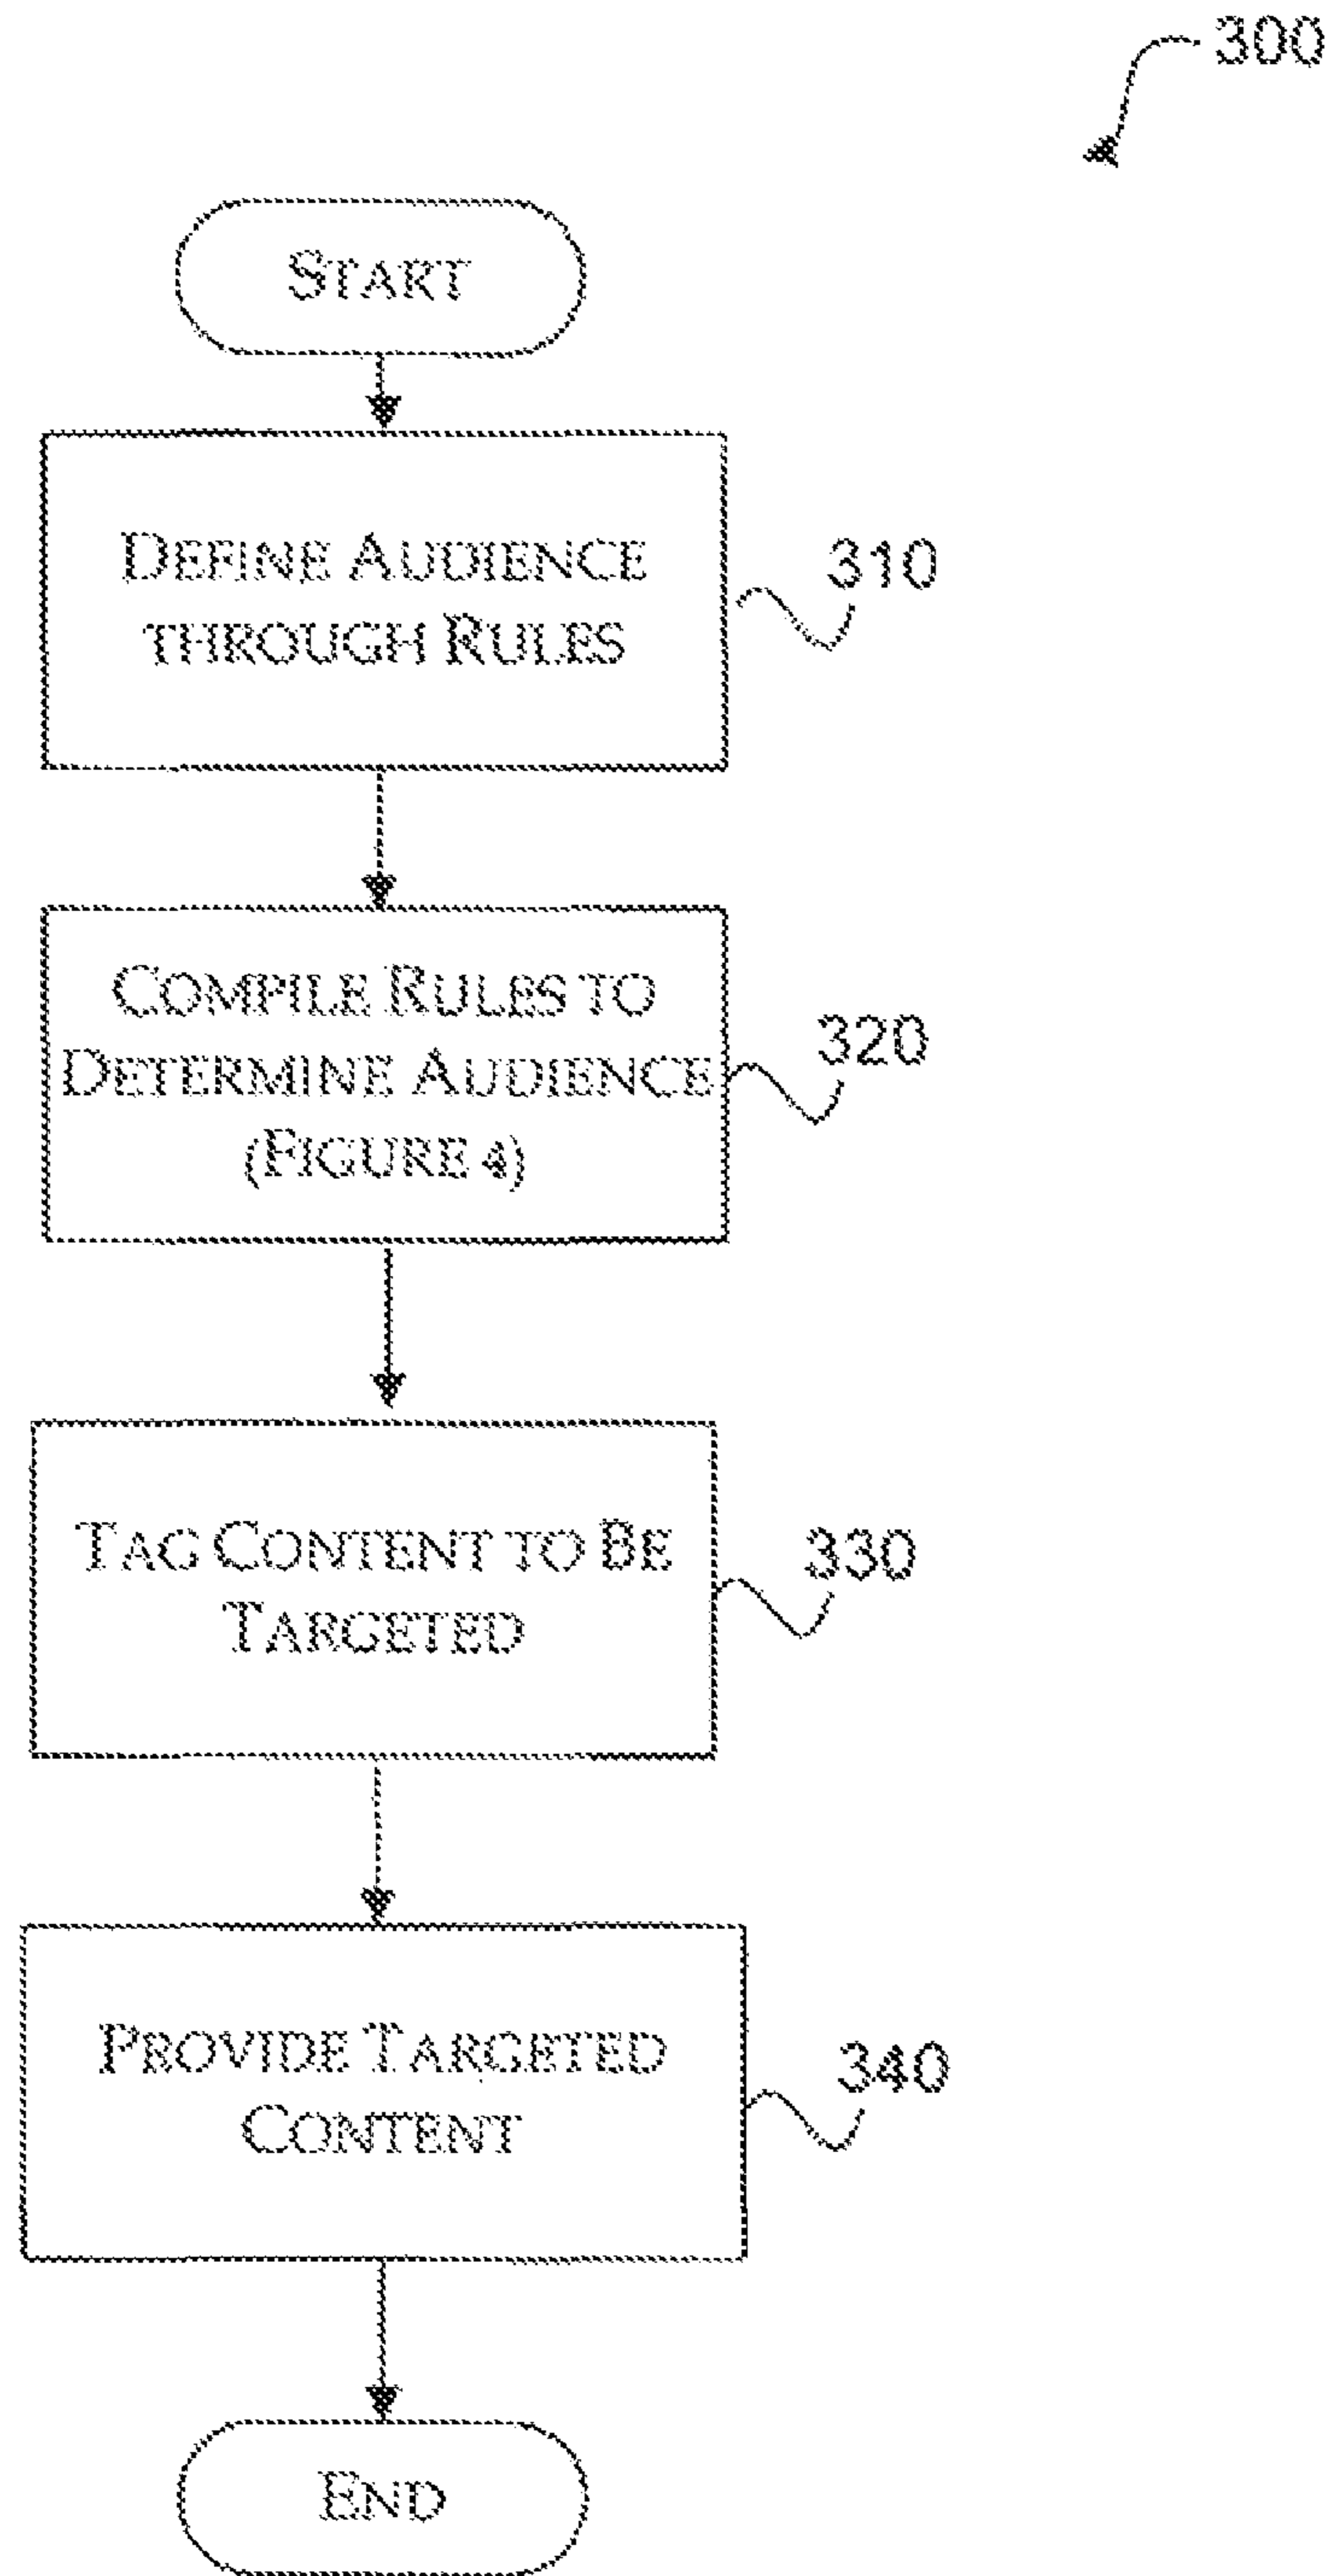 300
START
DEFINE AUDIENCE
THROUGH RULES
310
COMPILE RULES TO
DETERMINE AUDIENCE
(FIGURE 4)
320
TAG CONTENT TO BE
TARGETED
330
PROVIDE TARGETED
CONTENT
340
END